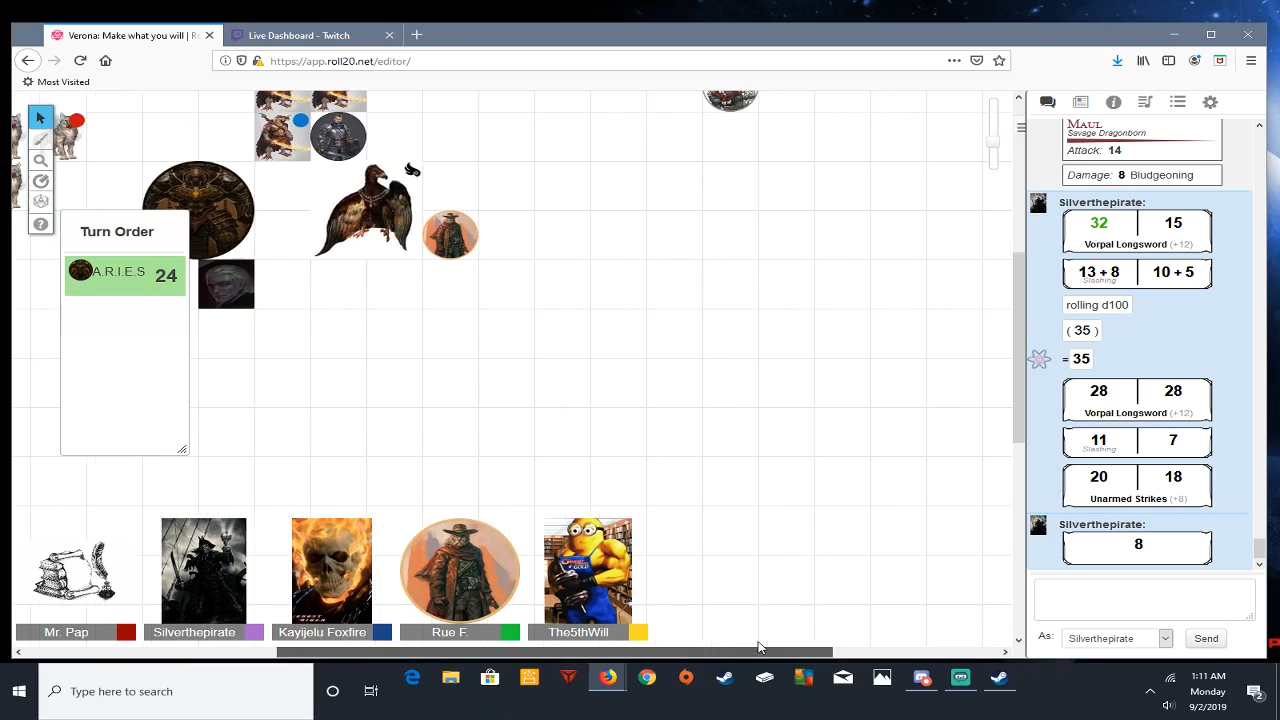 Verona: Make what you will | R
Live Dashboard - Twitch
https://app.roll20.net/editor/
Most Visited
MAUL
Savage Dragonborn
Attack: 14
Damage: 8 Bludgeoning
Silverthepirate:
32 15
Vorpal Longsword (+12)
13 + 8 10 + 5
Slashing
rolling d100
( 35 )
= 35
28 28
Vorpal Longsword (+12)
11 7
Slashing
20 18
Unarmed Strikes (+8)
Silverthepirate:
8
As: Silverthepirate Send
Turn Order
A.R.I.E.S 24
Mr. Pap Silverthepirate Kayijelu Foxfire Rue F. The5thWill
Type here to search
1:11 AM
Monday
9/2/2019
2